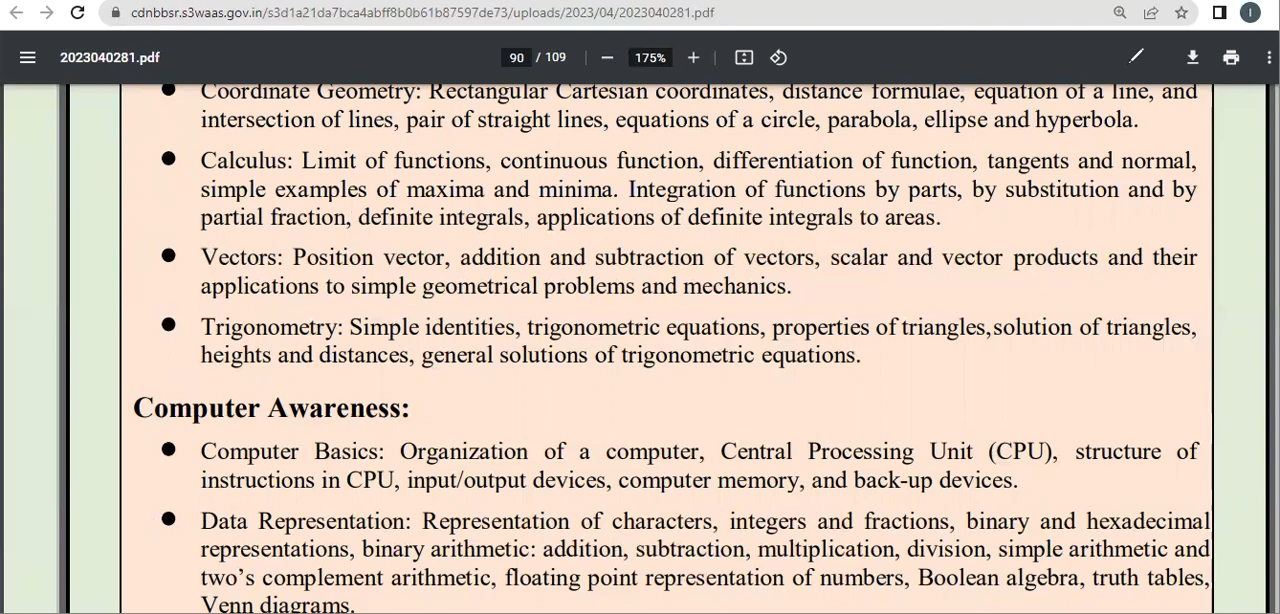 cdnbbsr.s3waas.gov.in/s3d1a21da7bca4abff8b0b61b87597de73/uploads/2023/04/2023040281.pdf
I
2023040281.pdf
90 / 109
175%
Coordinate Geometry: Rectangular Cartesian coordinates, distance formulae, equation of a line, and
intersection of lines, pair of straight lines, equations of a circle, parabola, ellipse and hyperbola.
Calculus: Limit of functions, continuous function, differentiation of function, tangents and normal,
simple examples of maxima and minima. Integration of functions by parts, by substitution and by
partial fraction, definite integrals, applications of definite integrals to areas.
Vectors: Position vector, addition and subtraction of vectors, scalar and vector products and their
applications to simple geometrical problems and mechanics.
Trigonometry: Simple identities, trigonometric equations, properties of triangles,solution of triangles,
heights and distances, general solutions of trigonometric equations.
Computer Awareness:
Computer Basics: Organization of a computer, Central Processing Unit (CPU), structure of
instructions in CPU, input/output devices, computer memory, and back-up devices.
Data Representation: Representation of characters, integers and fractions, binary and hexadecimal
representations, binary arithmetic: addition, subtraction, multiplication, division, simple arithmetic and
two's complement arithmetic, floating point representation of numbers, Boolean algebra, truth tables,
Venn diagrams.